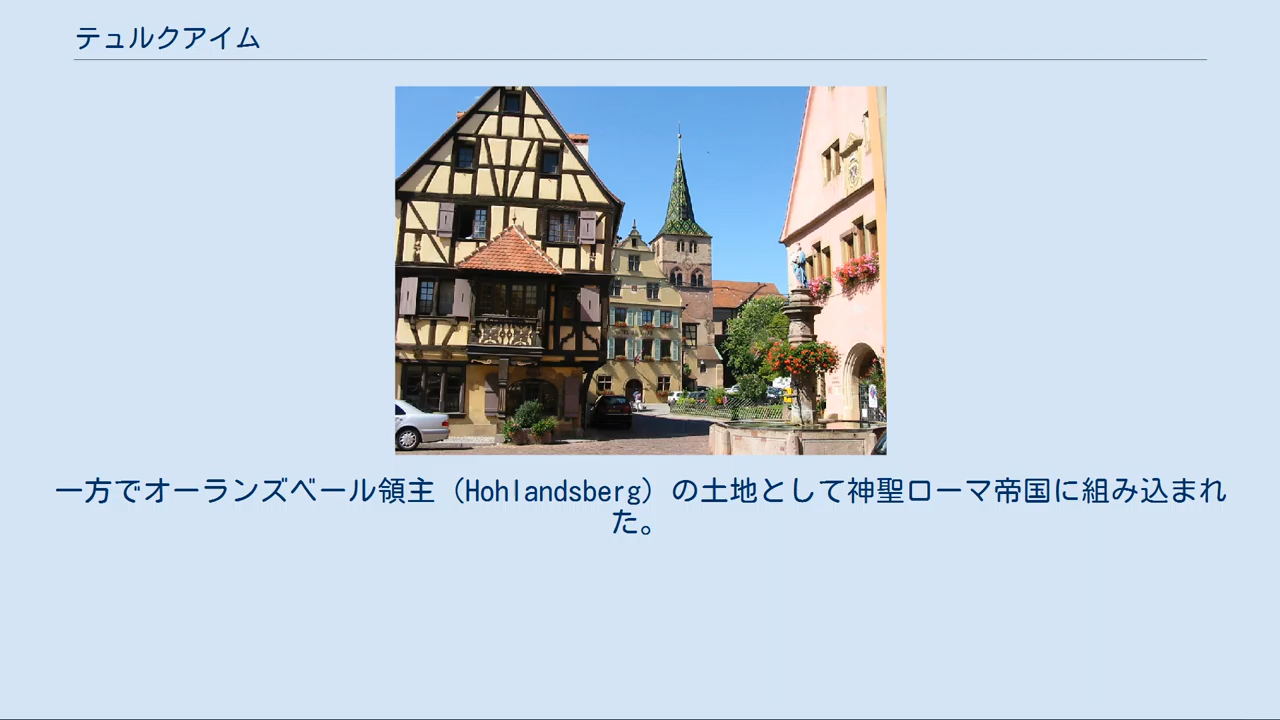 テュルクアイム
一方でオーランズベール領主（Hohlandsberg）の土地として神聖ローマ帝国に組み込まれ
た。